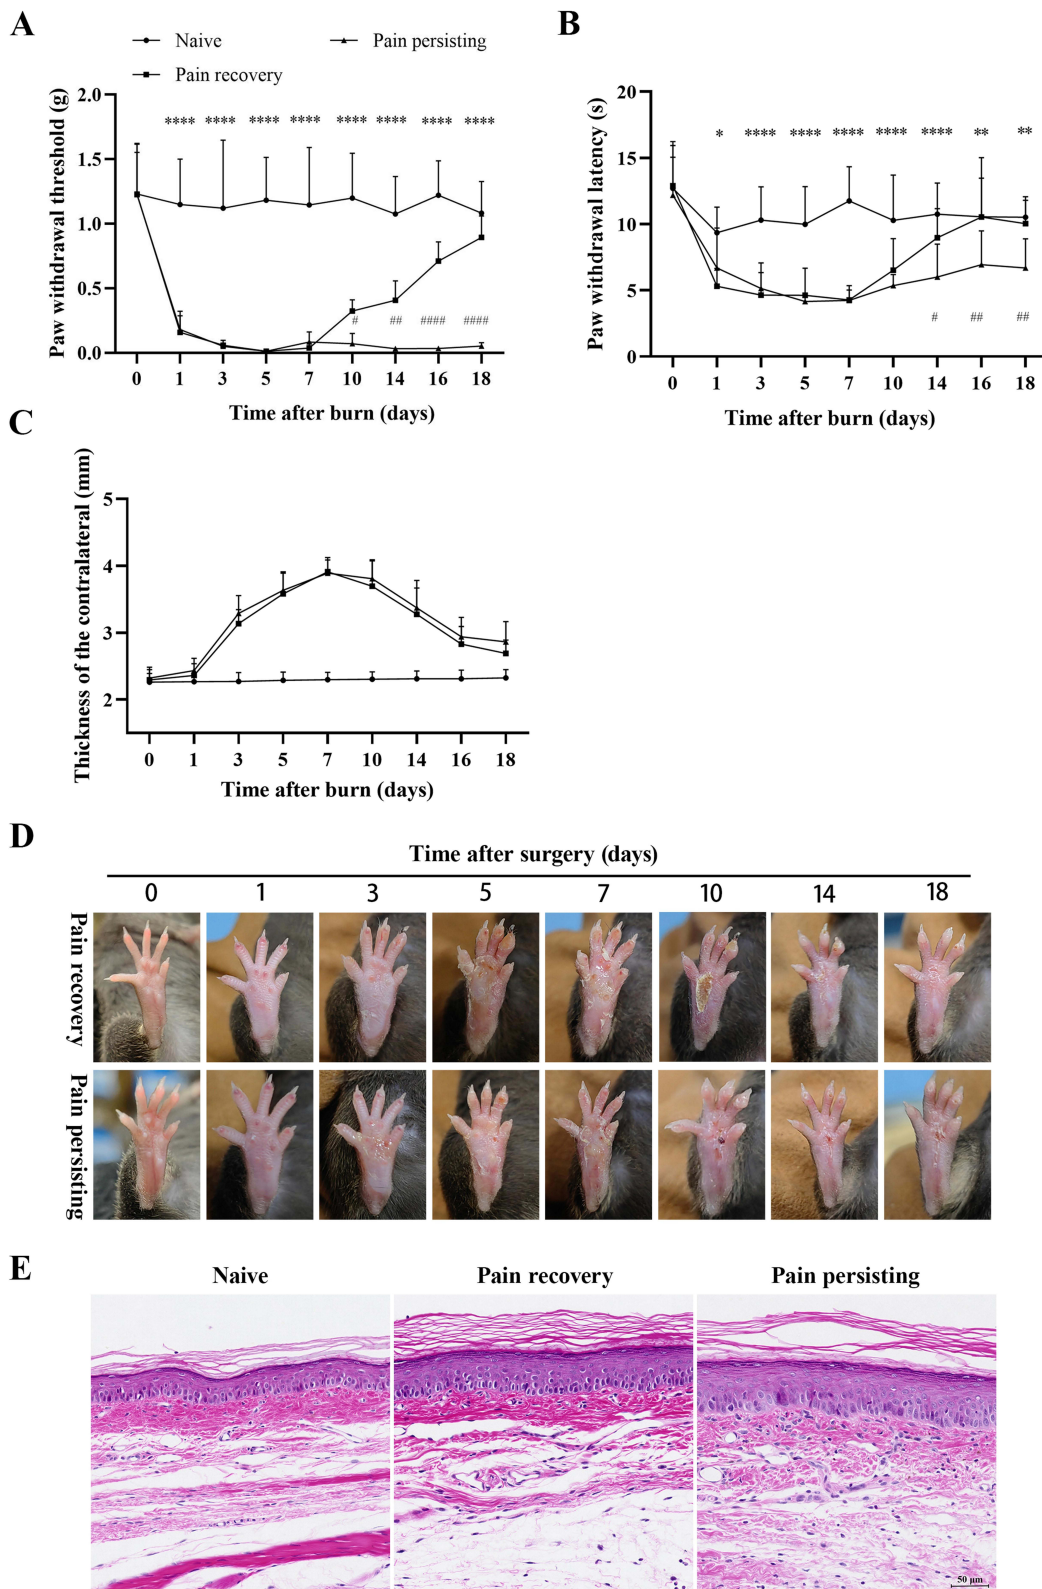 A
Naive
Pain persisting
Pain recovery
Paw withdrawal threshold (g)
2.0
1.5
1.0
0.5
0.0
**** **** **** **** **** **** **** ****
# ## #### ####
0 1 3 5 7 10 14 16 18
Time after burn (days)
B
Paw withdrawal latency (s)
20
15
10
5
0
* **** **** **** **** **** ** **
# ## ##
0 1 3 5 7 10 14 16 18
Time after burn (days)
C
Thickness of the contralateral (mm)
5
4
3
2
0 1 3 5 7 10 14 16 18
Time after burn (days)
D
Time after surgery (days)
0 1 3 5 7 10 14 18
Pain recovery
Pain persisting
E
Naive Pain recovery Pain persisting
50 μm